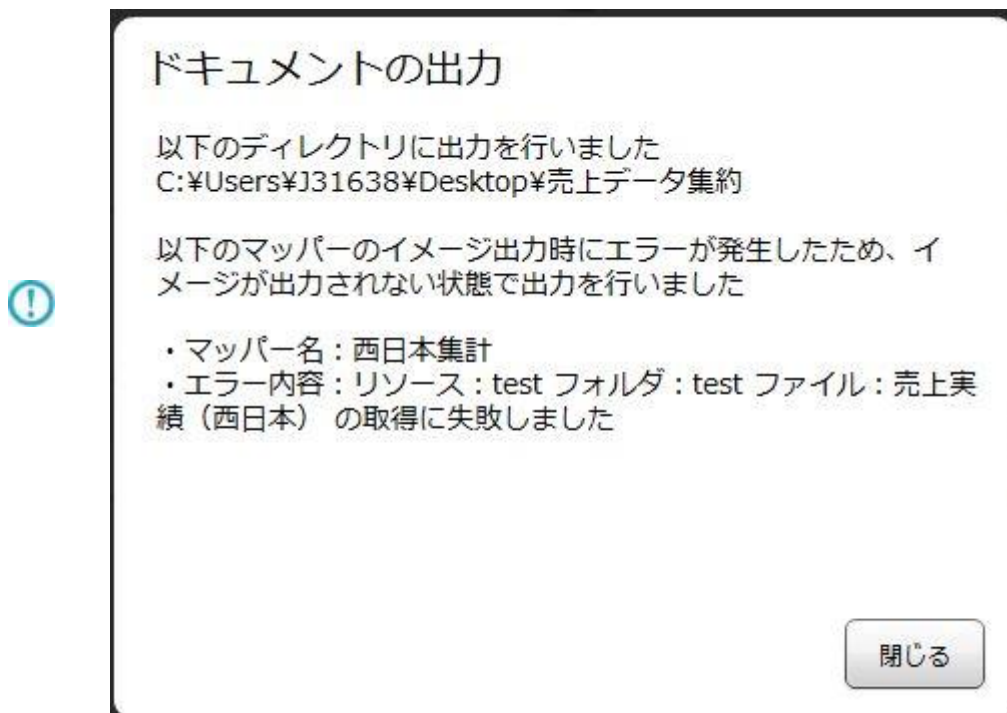 ドキュメントの出力
以下のディレクトリに出力を行いました
C:¥Users¥J31638¥Desktop¥売上データ集約
以下のマッパーのイメージ出力時にエラーが発生したため、イ
メージが出力されない状態で出力を行いました
・マッパー名：西日本集計
・エラー内容：リソース：test フォルダ：test ファイル：売上実
績（西日本） の取得に失敗しました
閉じる